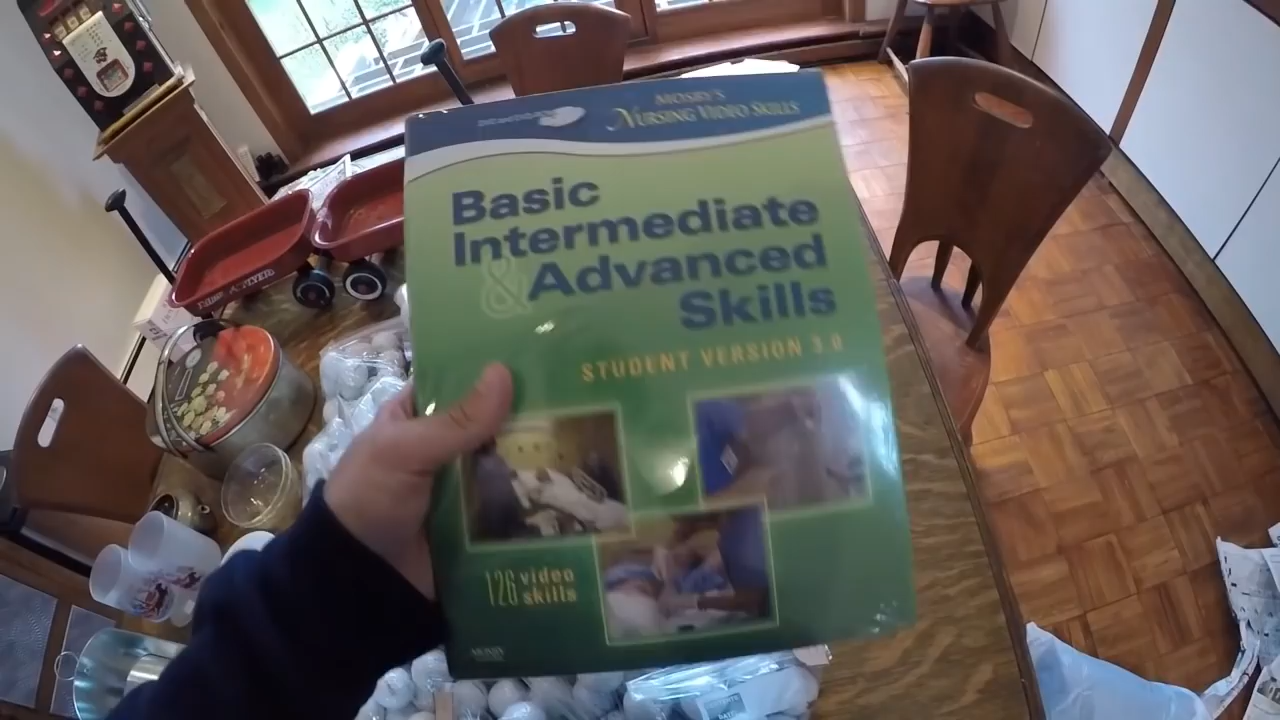 MOSBY'S
NURSING VIDEO SKILLS
Basic
Intermediate
& Advanced
Skills
STUDENT VERSION 3.0
126 video
skills
MOSBY